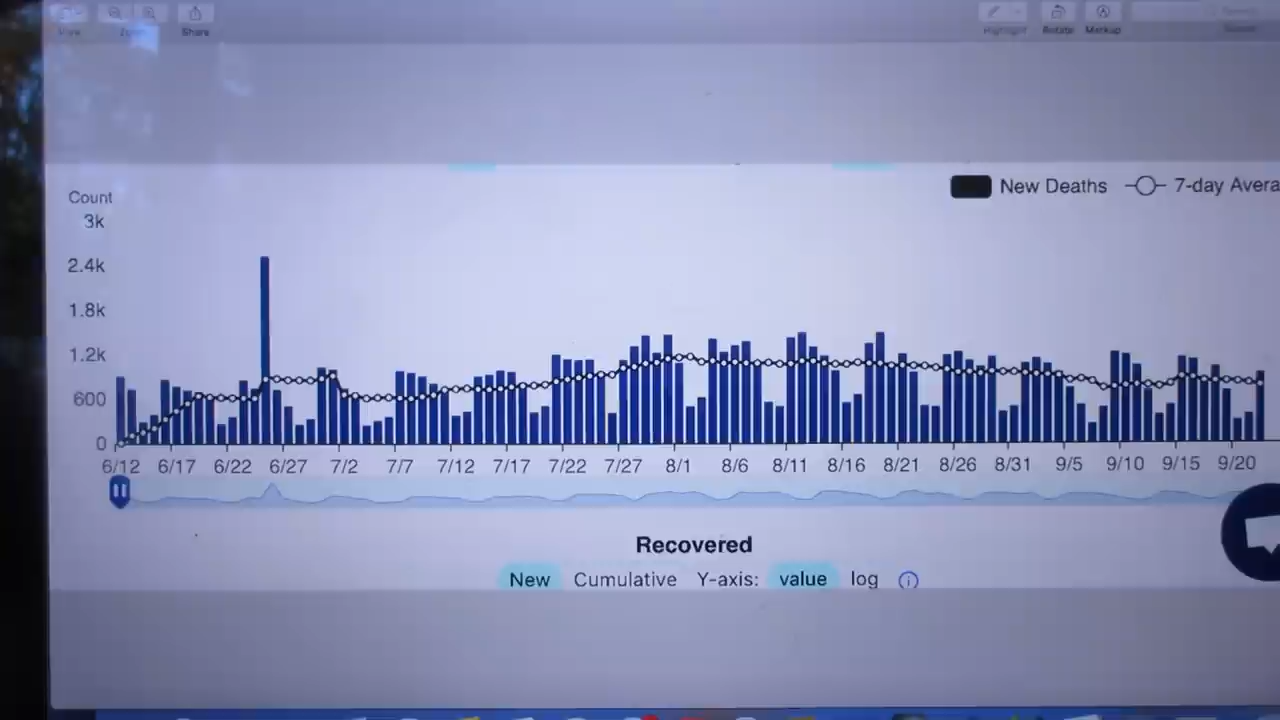 View Zoom Share Highlight Rotate Markup Search
New Deaths 7-day Avera
Count
3k
2.4k
1.8k
1.2k
600
0
6/12 6/17 6/22 6/27 7/2 7/7 7/12 7/17 7/22 7/27 8/1 8/6 8/11 8/16 8/21 8/26 8/31 9/5 9/10 9/15 9/20
Recovered
New Cumulative Y-axis: value log